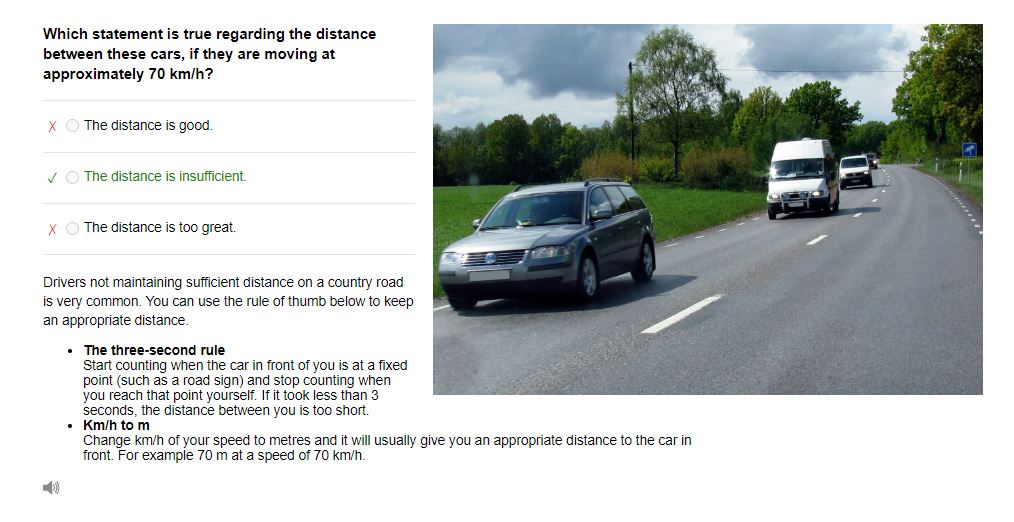 Which statement is true regarding the distance
between these cars, if they are moving at
approximately 70 km/h?
The distance is good.
The distance is insufficient.
The distance is too great.
Drivers not maintaining sufficient distance on a country road
is very common. You can use the rule of thumb below to keep
an appropriate distance.
• The three-second rule
Start counting when the car in front of you is at a fixed
point (such as a road sign) and stop counting when
you reach that point yourself. If it took less than 3
seconds, the distance between you is too short.
• Km/h to m
Change km/h of your speed to metres and it will usually give you an appropriate distance to the car in
front. For example 70 m at a speed of 70 km/h.